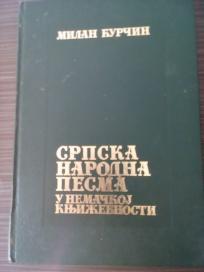 МИЛАН ЋУРЧИН
СРПСКА
НАРОДНА
ПЕСМА
У НЕМАЧКОЈ
КЊИЖЕВНОСТИ